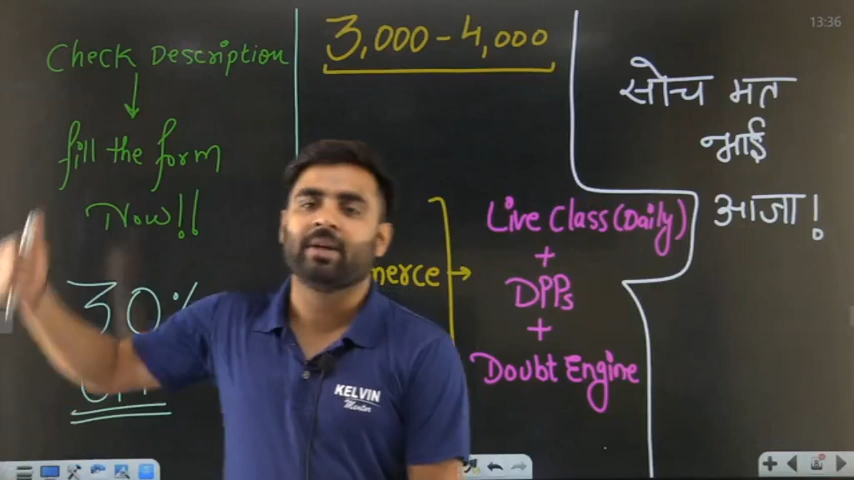 13:36
Check Description
fill the form
Now!!
30%
3,000-4,000
merce
Live Class (Daily)
+
DPPs
+
Doubt Engine
सोच मत
भाई
आजा!
KELVIN
Mentor